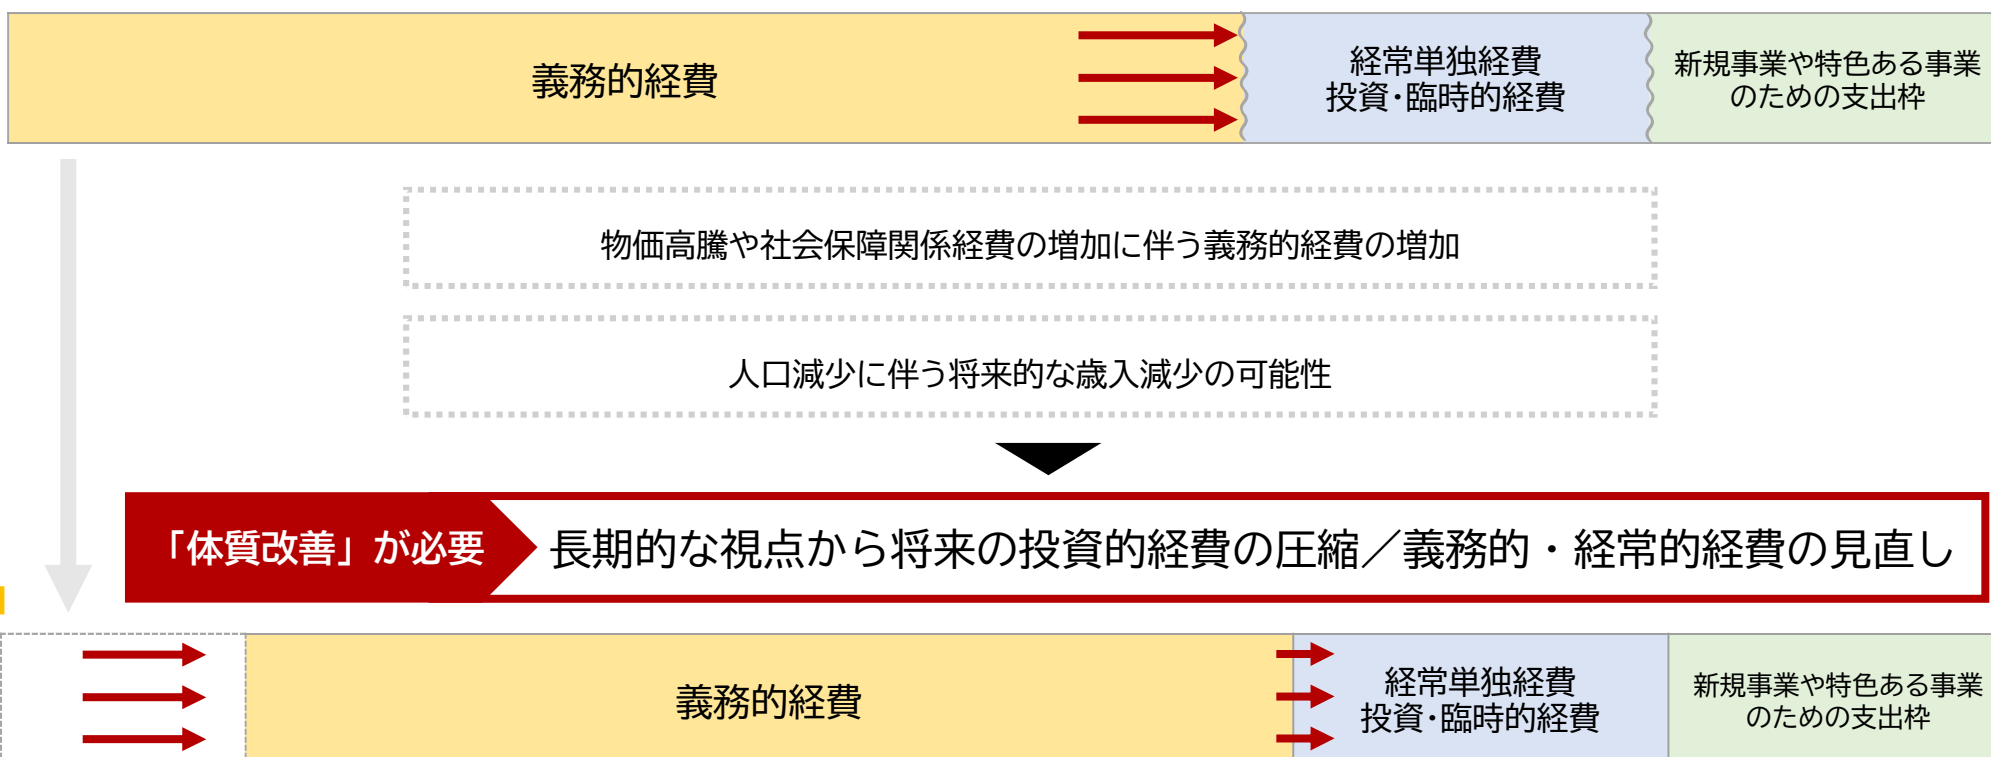 義務的経費
経常単独経費
投資･臨時的経費
新規事業や特色ある事業
のための支出枠
物価高騰や社会保障関係経費の増加に伴う義務的経費の増加
人口減少に伴う将来的な歳入減少の可能性
「体質改善」が必要
長期的な視点から将来の投資的経費の圧縮／義務的・経常的経費の見直し
義務的経費
経常単独経費
投資･臨時的経費
新規事業や特色ある事業
のための支出枠